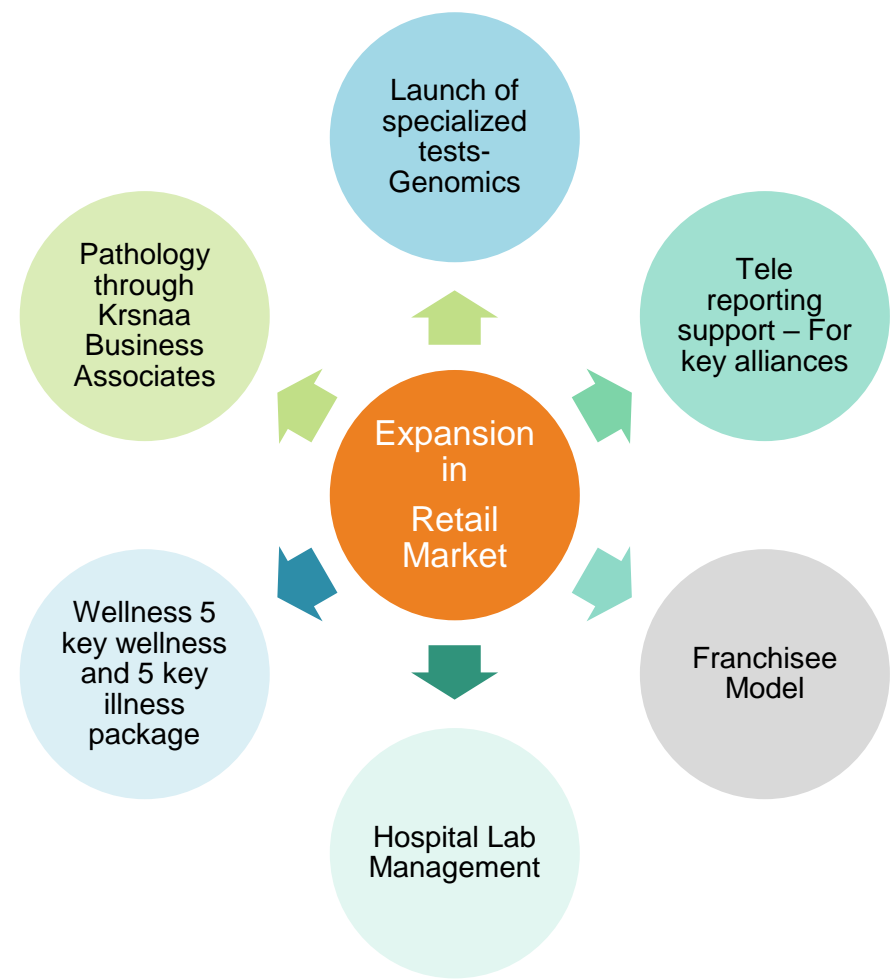 Launch of
specialized
tests-
Genomics
Pathology
through
Krsnaa
Business
Associates
Tele
reporting
support – For
key alliances
Expansion
in
Retail
Market
Wellness 5
key wellness
and 5 key
illness
package
Franchisee
Model
Hospital Lab
Management